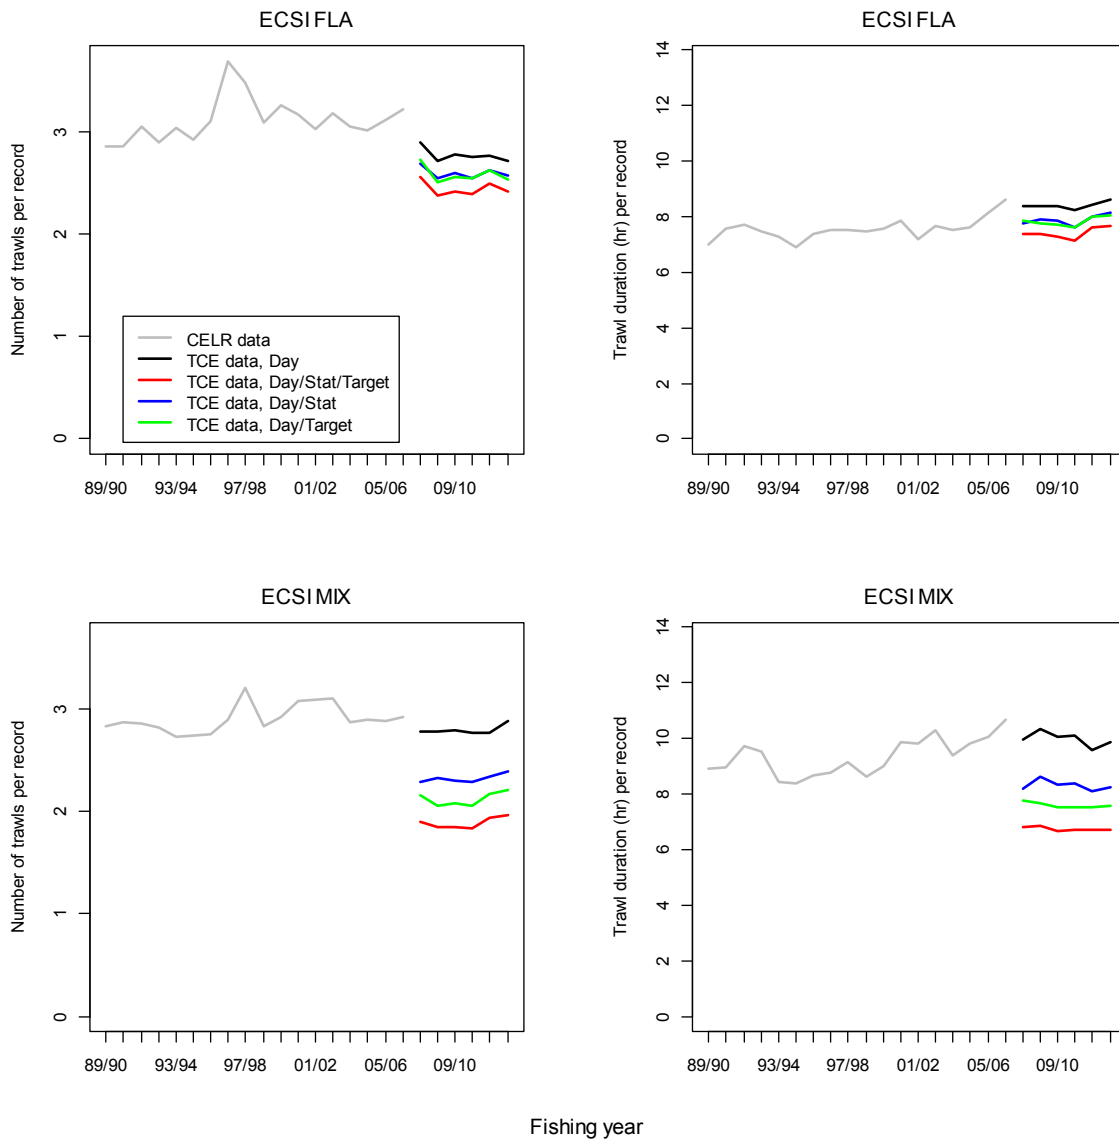 ECSI FLA
Number of trawls per record
3
2
1
0
CELR data
TCE data, Day
TCE data, Day/Stat/Target
TCE data, Day/Stat
TCE data, Day/Target
89/90 93/94 97/98 01/02 05/06 09/10
ECSI FLA
Trawl duration (hr) per record
14
12
10
8
6
4
2
0
89/90 93/94 97/98 01/02 05/06 09/10
ECSI MIX
Number of trawls per record
3
2
1
0
89/90 93/94 97/98 01/02 05/06 09/10
ECSI MIX
Trawl duration (hr) per record
14
12
10
8
6
4
2
0
89/90 93/94 97/98 01/02 05/06 09/10
Fishing year